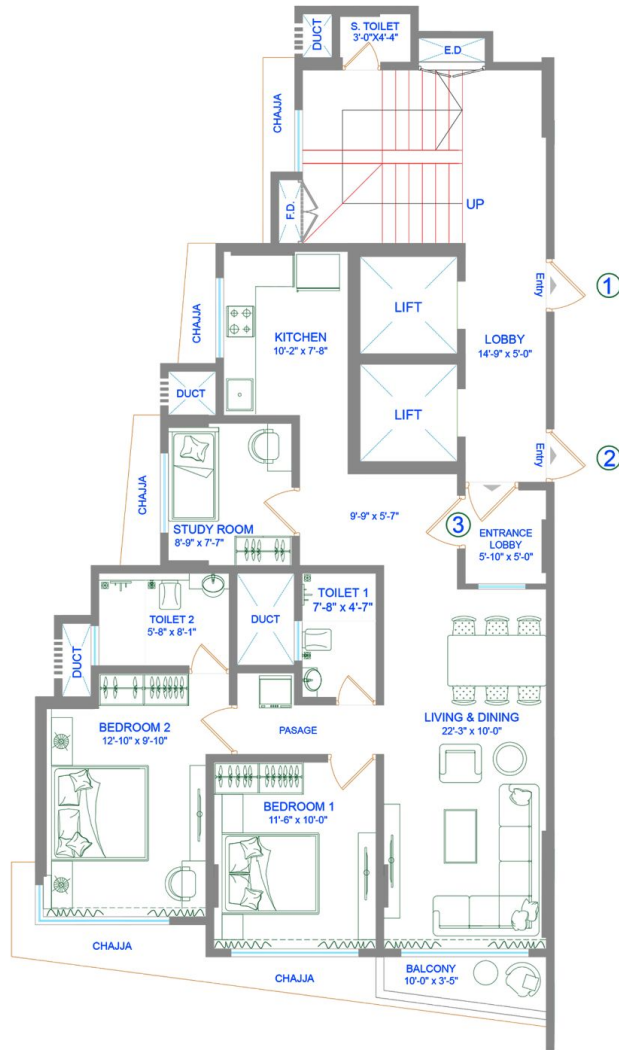 DUCT
S. TOILET
3'-0"X4'-4"
E.D
CHAJJA
F.D.
UP
Entry
1
CHAJJA
KITCHEN
10'-2" x 7'-8"
LIFT
LOBBY
14'-9" x 5'-0"
DUCT
LIFT
Entry
2
CHAJJA
STUDY ROOM
8'-9" x 7'-7"
9'-9" x 5'-7"
3
ENTRANCE
LOBBY
5'-10" x 5'-0"
TOILET 2
5'-8" x 8'-1"
DUCT
TOILET 1
7'-8" x 4'-7"
DUCT
BEDROOM 2
12'-10" x 9'-10"
PASAGE
LIVING & DINING
22'-3" x 10'-0"
BEDROOM 1
11'-6" x 10'-0"
CHAJJA
CHAJJA
BALCONY
10'-0" x 3'-5"